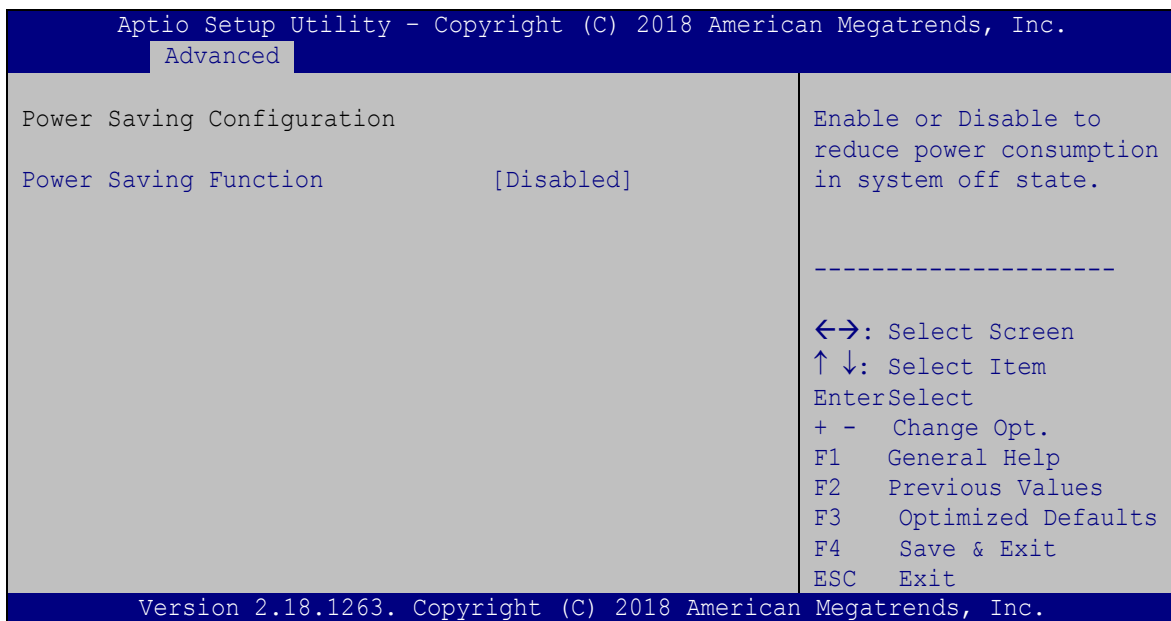 Aptio Setup Utility – Copyright (C) 2018 American Megatrends, Inc.
Advanced
Power Saving Configuration
Power Saving Function [Disabled]
Enable or Disable to
reduce power consumption
in system off state.
---------------------
←→: Select Screen
↑ ↓: Select Item
EnterSelect
+ - Change Opt.
F1 General Help
F2 Previous Values
F3 Optimized Defaults
F4 Save & Exit
ESC Exit
Version 2.18.1263. Copyright (C) 2018 American Megatrends, Inc.